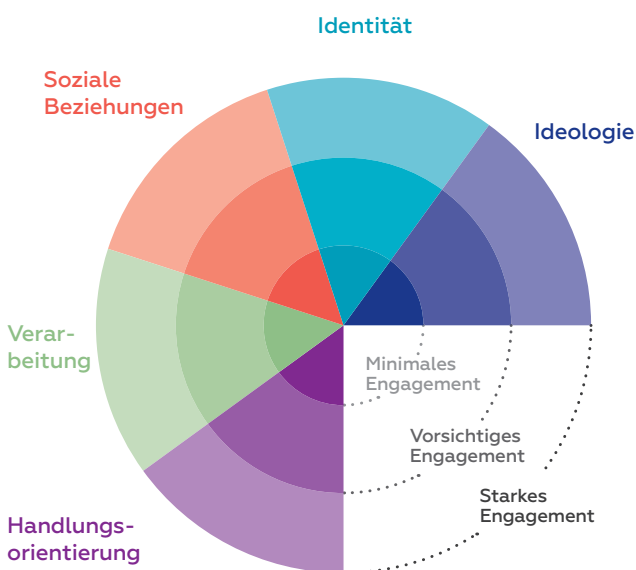 Identität
Soziale
Beziehungen
Ideologie
Verar-
beitung
Minimales
Engagement
Vorsichtiges
Engagement
Starkes
Engagement
Handlungs-
orientierung